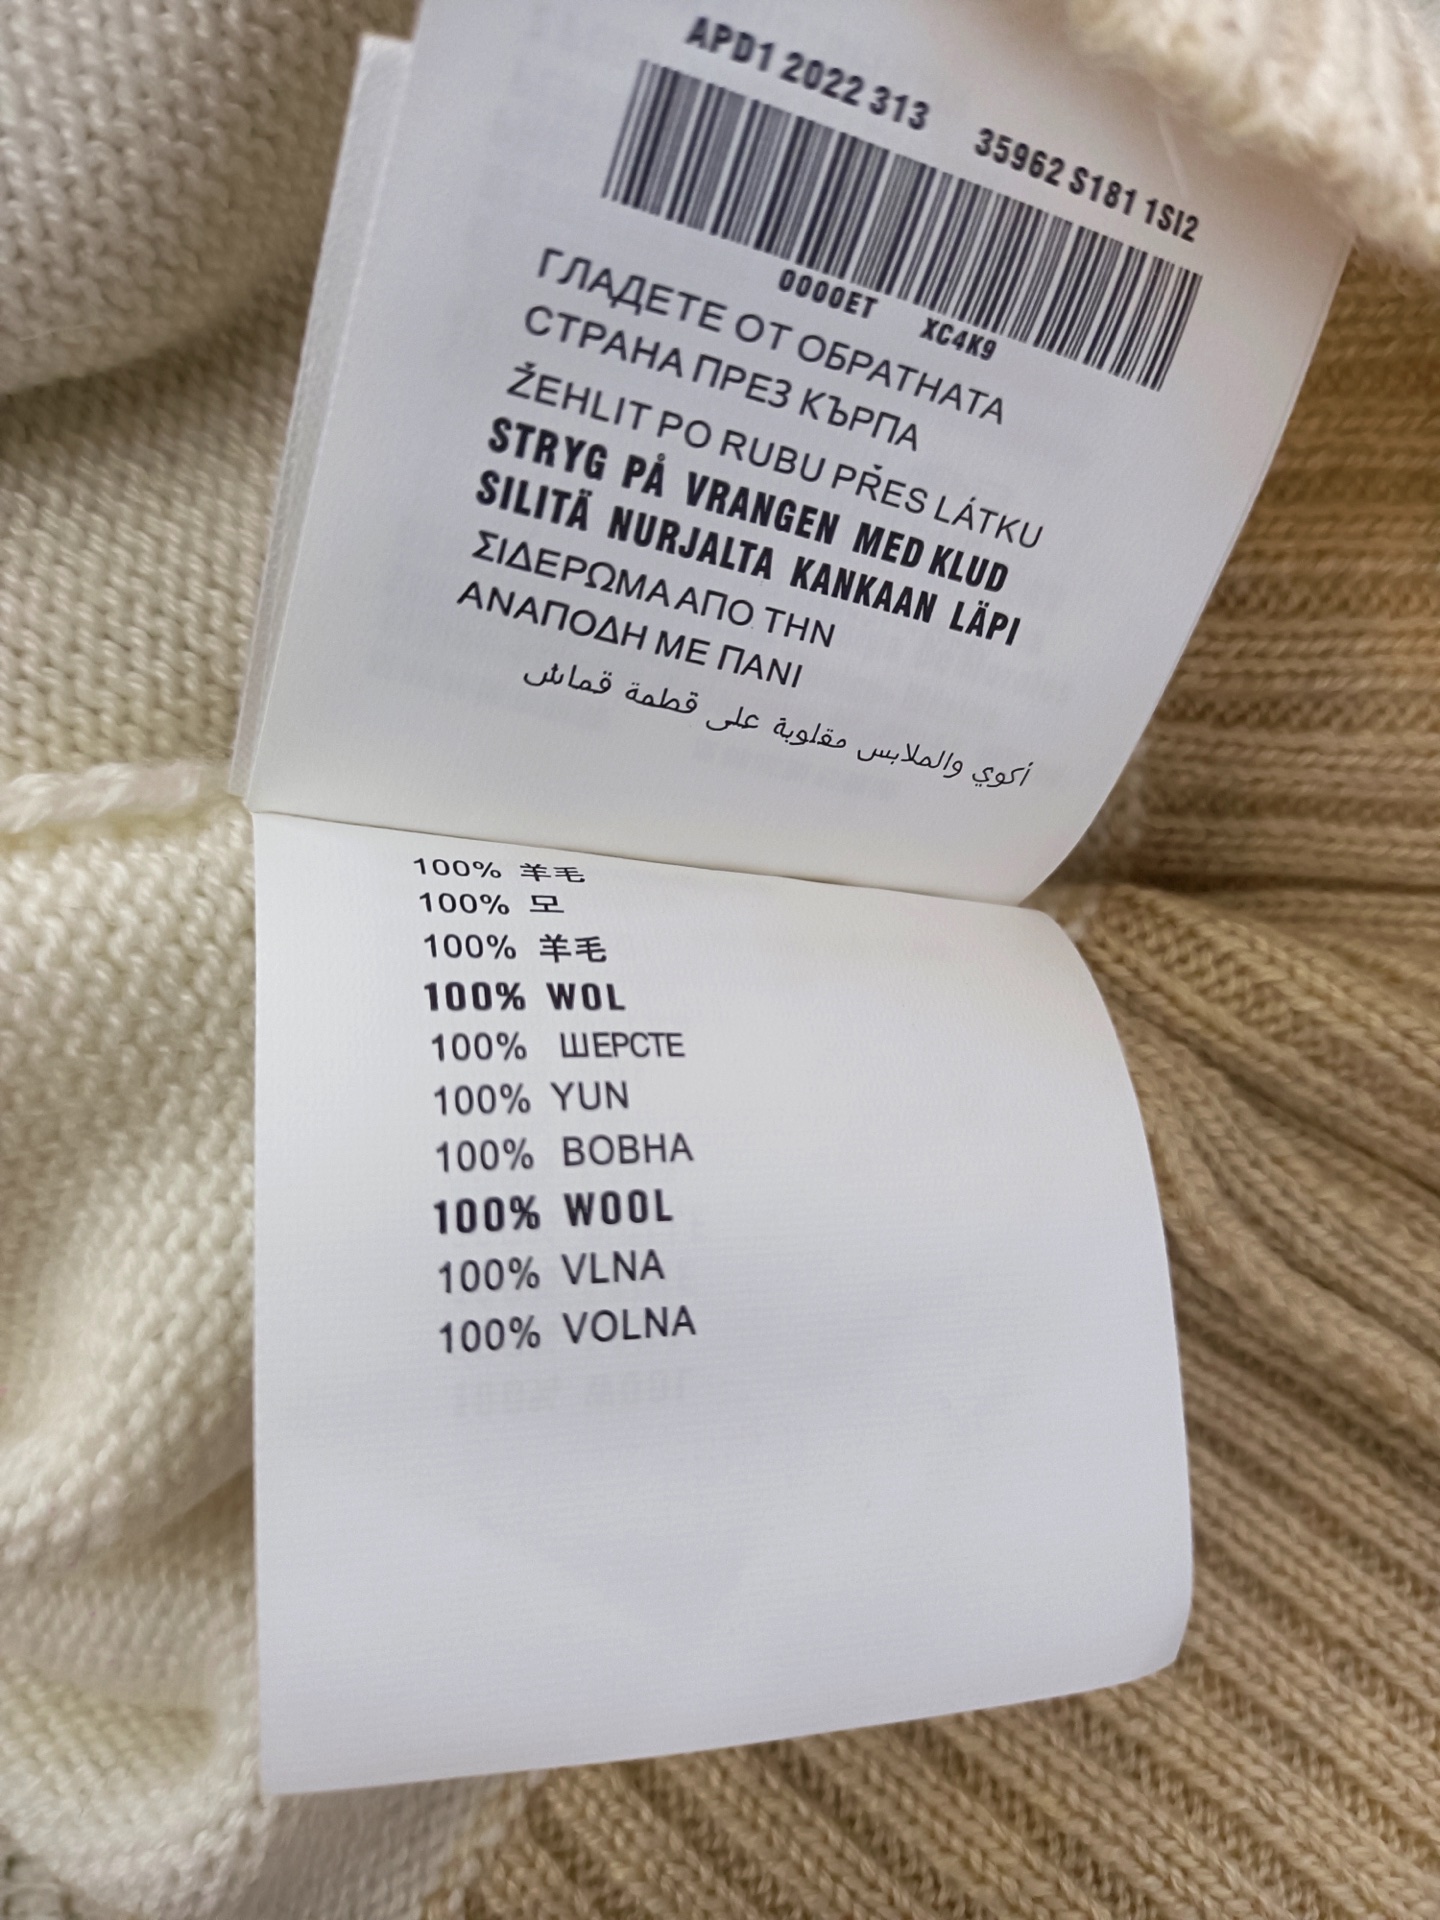 APD1 2022 313 35962 S181 1SI2
0000ET XC4K9
ГЛАДЕТЕ ОТ ОБРАТНАТА
СТРАНА ПРЕЗ КЪРПА
ŽEHLIT PO RUBU PŘES LÁTKU
STRYG PÅ VRANGEN MED KLUD
SILITÄ NURJALTA KANKAAN LÄPI
ΣΙΔΕΡΩΜΑ ΑΠΟ ΤΗΝ
ΑΝΑΠΟΔΗ ΜΕ ΠΑΝΙ
أكوي والملابس مقلوبة على قطمة قماش
100% 羊毛
100% 모
100% 羊毛
100% WOL
100% ШЕРСТЕ
100% YUN
100% ВОВНА
100% WOOL
100% VLNA
100% VOLNA